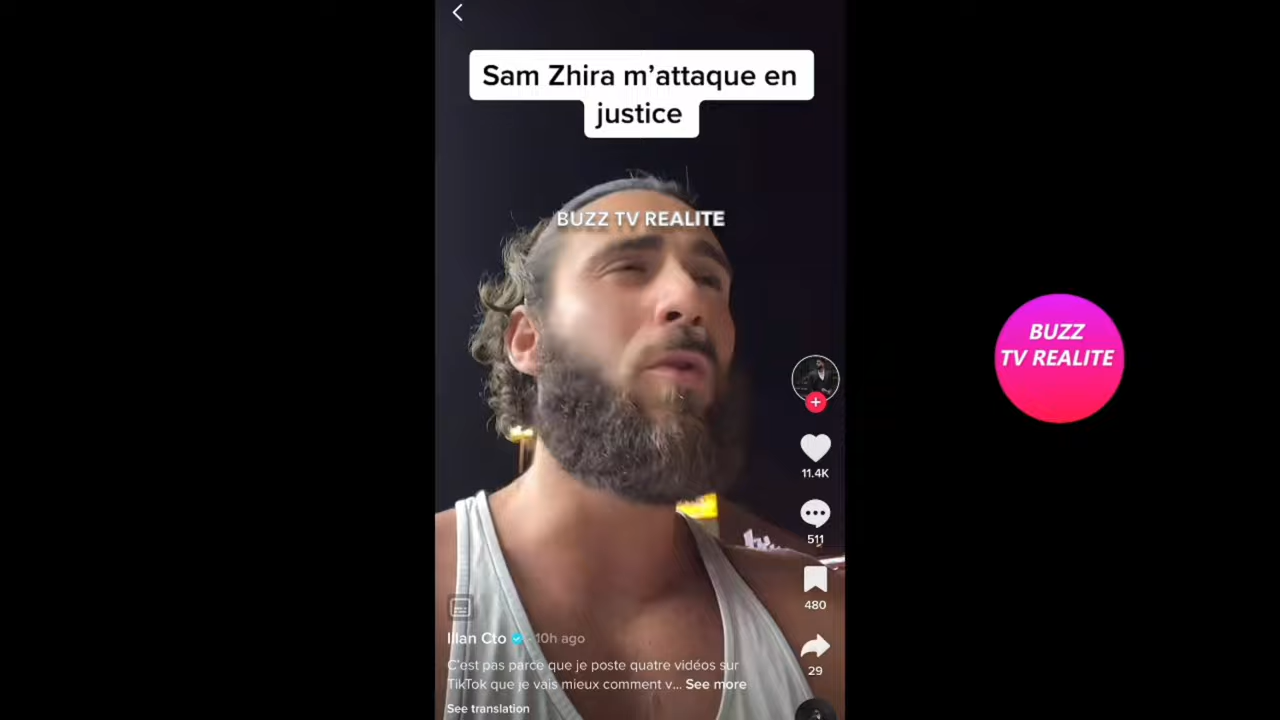 Sam Zhira m’attaque en
justice
BUZZ TV REALITE
BUZZ
TV REALITE
11.4K
511
480
29
Illan Cto · 10h ago
C'est pas parce que je poste quatre vidéos sur
TikTok que je vais mieux comment v... See more
See translation